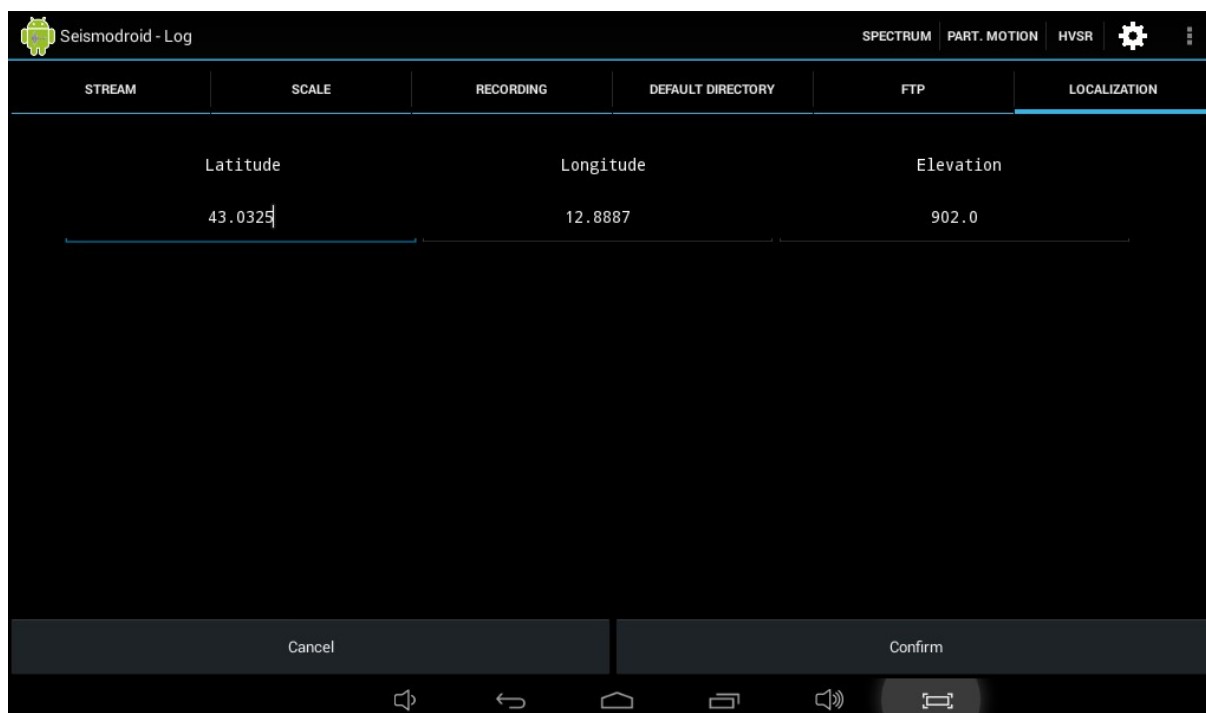 Seismodroid - Log SPECTRUM PART. MOTION HVSR
STREAM SCALE RECORDING DEFAULT DIRECTORY FTP LOCALIZATION
Latitude Longitude Elevation
43.0325 12.8887 902.0
Cancel Confirm